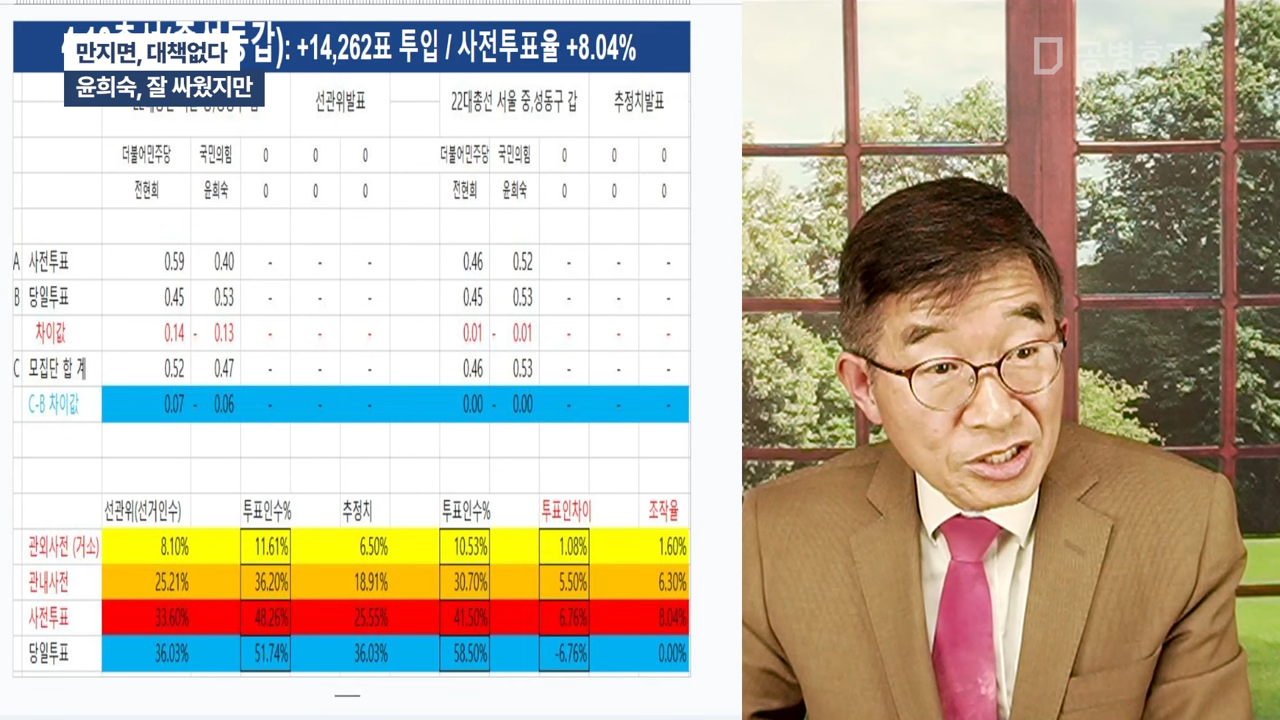 만지면, 대책없다
윤희숙, 잘 싸웠지만
갑): +14,262표 투입 / 사전투표율 +8.04%
선관위발표 22대총선 서울 중,성동구 갑 추정치발표
더불어민주당 국민의힘 0 0 0 더불어민주당 국민의힘 0 0 0
전현희 윤희숙 0 0 0 전현희 윤희숙 0 0 0
A 사전투표 0.59 0.40 - - - 0.46 0.52 - - -
B 당일투표 0.45 0.53 - - - 0.45 0.53 - - -
차이값 0.14 - 0.13 - - - 0.01 - 0.01 - - -
C 모집단 합 계 0.52 0.47 - - - 0.46 0.53 - - -
C-B 차이값 0.07 - 0.06 - - - 0.00 - 0.00 - - -
선관위(선거인수) 투표인수% 추정치 투표인수% 투표인차이 조작율
관외사전 (거소) 8.10% 11.61% 6.50% 10.53% 1.08% 1.60%
관내사전 25.21% 36.20% 18.91% 30.70% 5.50% 6.30%
사전투표 33.60% 48.26% 25.55% 41.50% 6.76% 8.04%
당일투표 36.03% 51.74% 36.03% 58.50% -6.76% 0.00%